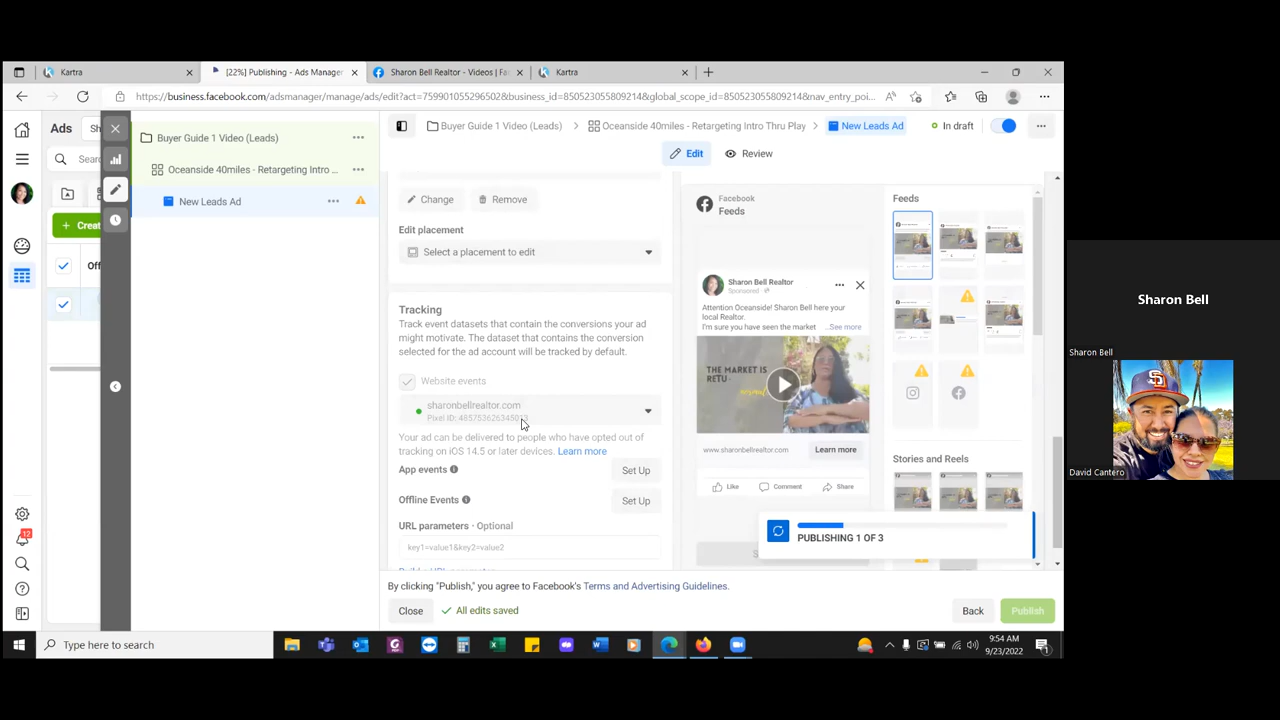 Kartra
[22%] Publishing - Ads Manager
Sharon Bell Realtor - Videos | Fa
Kartra
https://business.facebook.com/adsmanager/manage/ads/edit?act=759901055296502&business_id=850523055809214&global_scope_id=850523055809214&nav_entry_poi...
Ads
Sh
Buyer Guide 1 Video (Leads)
Oceanside 40miles - Retargeting Intro Thru Play
New Leads Ad
In draft
Buyer Guide 1 Video (Leads)
Edit
Review
Sear
Oceanside 40miles - Retargeting Intro ...
New Leads Ad
Creat
Off
Change
Remove
Edit placement
Select a placement to edit
Tracking
Track event datasets that contain the conversions your ad
might motivate. The dataset that contains the conversion
selected for the ad account will be tracked by default.
Website events
sharonbellrealtor.com
Your ad can be delivered to people who have opted out of
tracking on iOS 14.5 or later devices. Learn more
App events
Set Up
Offline Events
Set Up
URL parameters · Optional
key1=value1&key2=value2
Facebook
Feeds
Sharon Bell Realtor
Sponsored ·
Attention Oceanside! Sharon Bell here your
local Realtor.
I'm sure you have seen the market ...See more
THE MARKET IS
RETU -
www.sharonbellrealtor.com
Learn more
Like
Comment
Share
Feeds
Stories and Reels
PUBLISHING 1 OF 3
By clicking "Publish," you agree to Facebook's Terms and Advertising Guidelines.
Close
All edits saved
Back
Publish
12
Type here to search
9:54 AM
9/23/2022
1
Sharon Bell
Sharon Bell
David Cantero